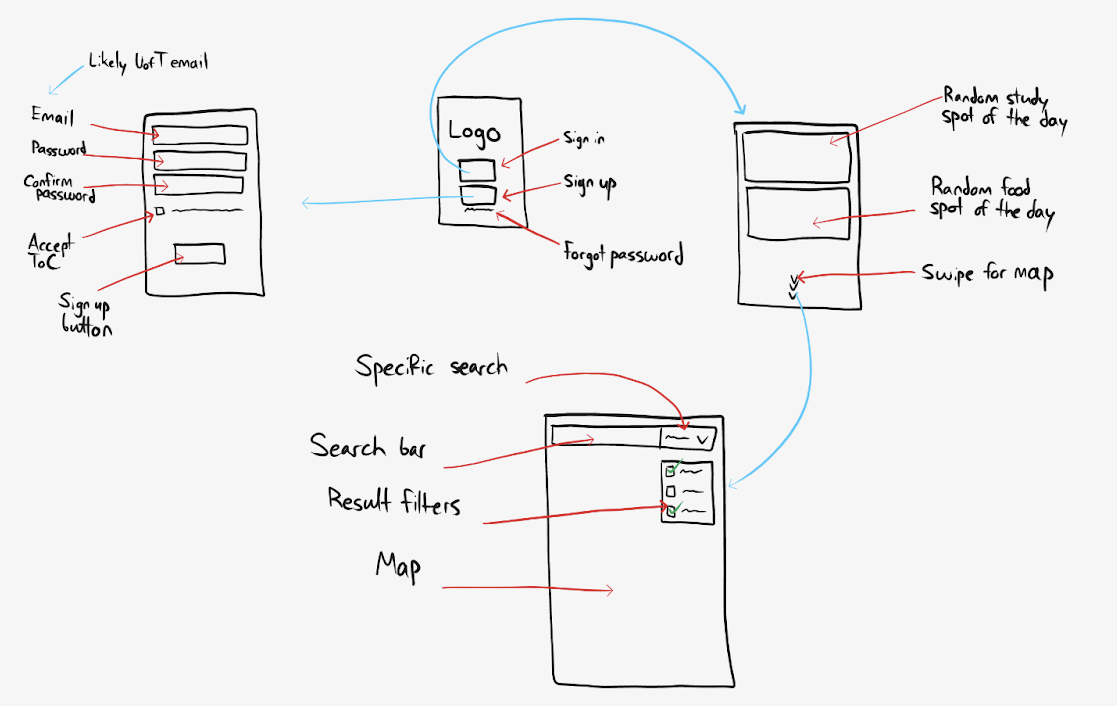 Likely UofT email
Email
Password
Confirm
password
Accept
ToC
Sign up
button
Logo
Sign in
Sign up
Forgot password
Random study
spot of the day
Random food
spot of the day
Swipe for map
Specific search
Search bar
Result filters
Map